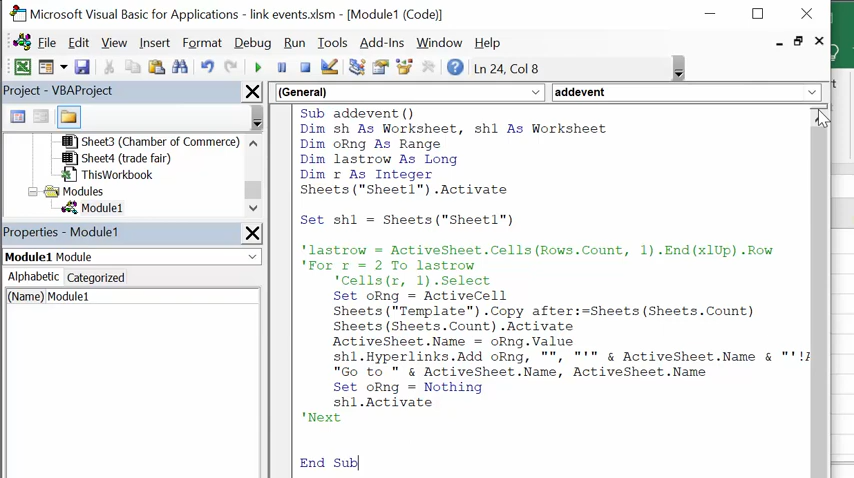 Microsoft Visual Basic for Applications - link events.xlsm - [Module1 (Code)]
File Edit View Insert Format Debug Run Tools Add-Ins Window Help
Ln 24, Col 8
Project - VBAProject
(General)
addevent
Sheet3 (Chamber of Commerce)
Sheet4 (trade fair)
ThisWorkbook
Modules
Module1
Properties - Module1
Module1 Module
Alphabetic Categorized
(Name) Module1
Sub addevent()
Dim sh As Worksheet, sh1 As Worksheet
Dim oRng As Range
Dim lastrow As Long
Dim r As Integer
Sheets("Sheet1").Activate
Set sh1 = Sheets("Sheet1")
'lastrow = ActiveSheet.Cells(Rows.Count, 1).End(xlUp).Row
'For r = 2 To lastrow
'Cells(r, 1).Select
Set oRng = ActiveCell
Sheets("Template").Copy after:=Sheets(Sheets.Count)
Sheets(Sheets.Count).Activate
ActiveSheet.Name = oRng.Value
sh1.Hyperlinks.Add oRng, "", "'" & ActiveSheet.Name & "'!
"Go to " & ActiveSheet.Name, ActiveSheet.Name
Set oRng = Nothing
sh1.Activate
'Next
End Sub